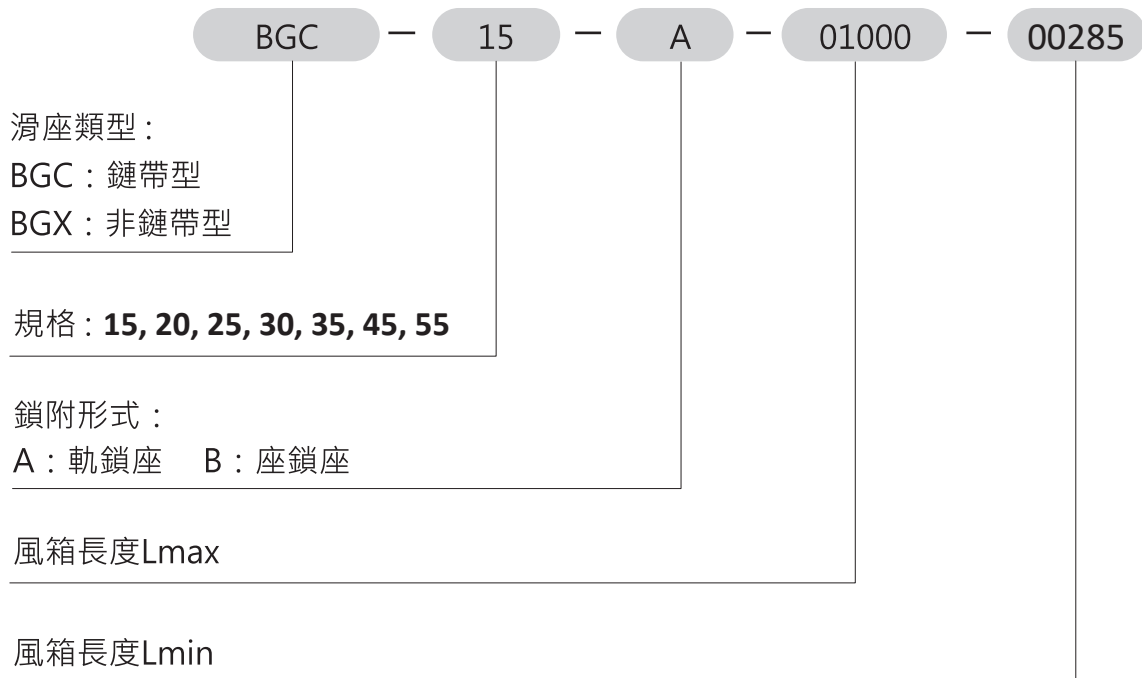 BGC – 15 – A – 01000 – 00285
滑座類型 :
BGC : 鏈帶型
BGX : 非鏈帶型
規格 : 15, 20, 25, 30, 35, 45, 55
鎖附形式 :
A : 軌鎖座 B : 座鎖座
風箱長度Lmax
風箱長度Lmin